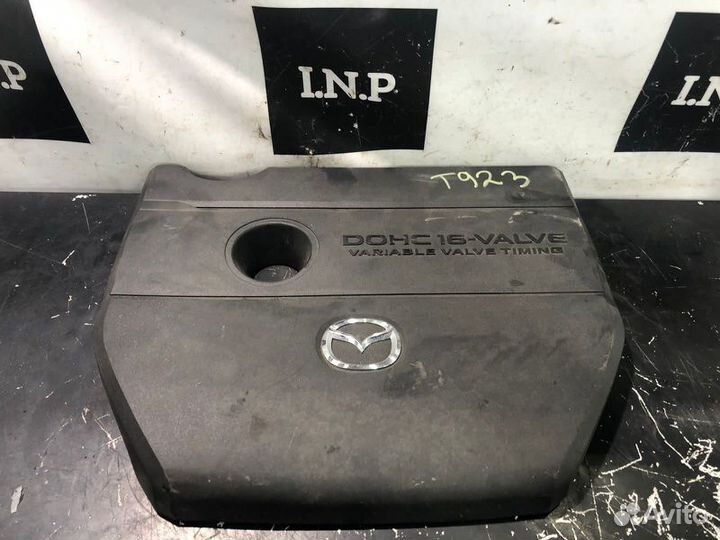 I.N.P
I.N
T923
DOHC 16-VALVE
VARIABLE VALVE TIMING
Avito